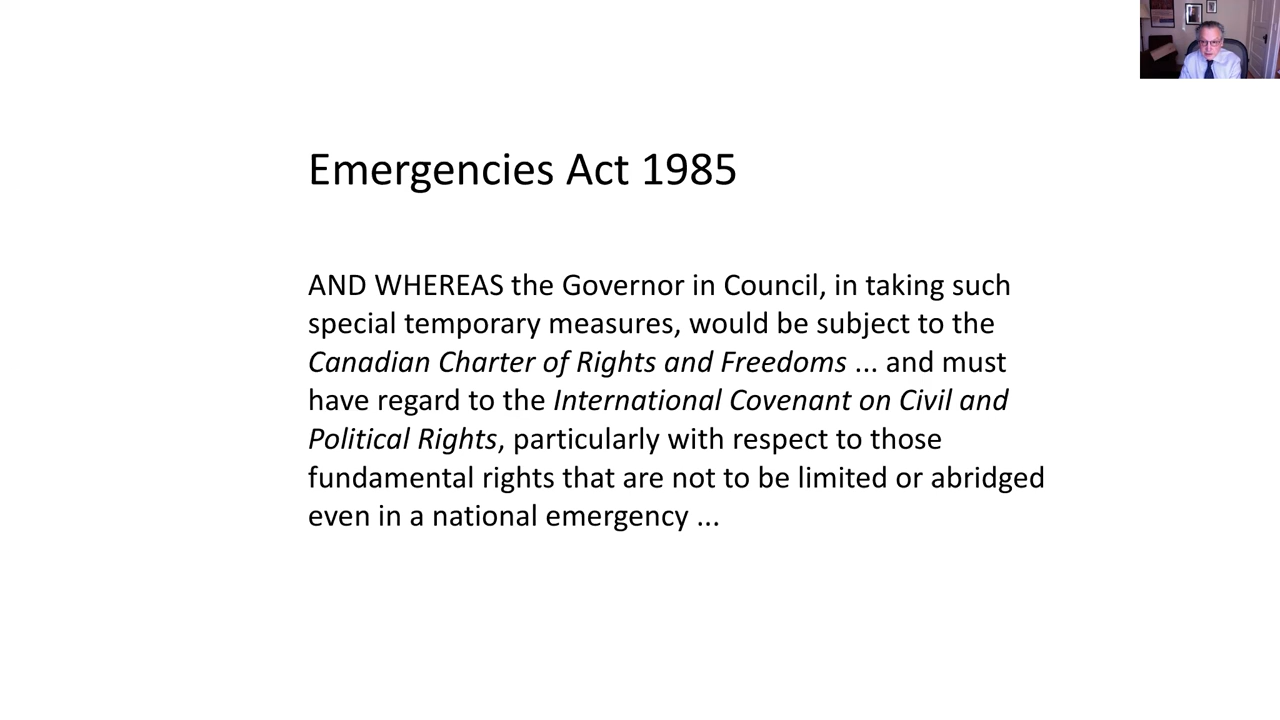 Emergencies Act 1985
AND WHEREAS the Governor in Council, in taking such
special temporary measures, would be subject to the
Canadian Charter of Rights and Freedoms ... and must
have regard to the International Covenant on Civil and
Political Rights, particularly with respect to those
fundamental rights that are not to be limited or abridged
even in a national emergency ...